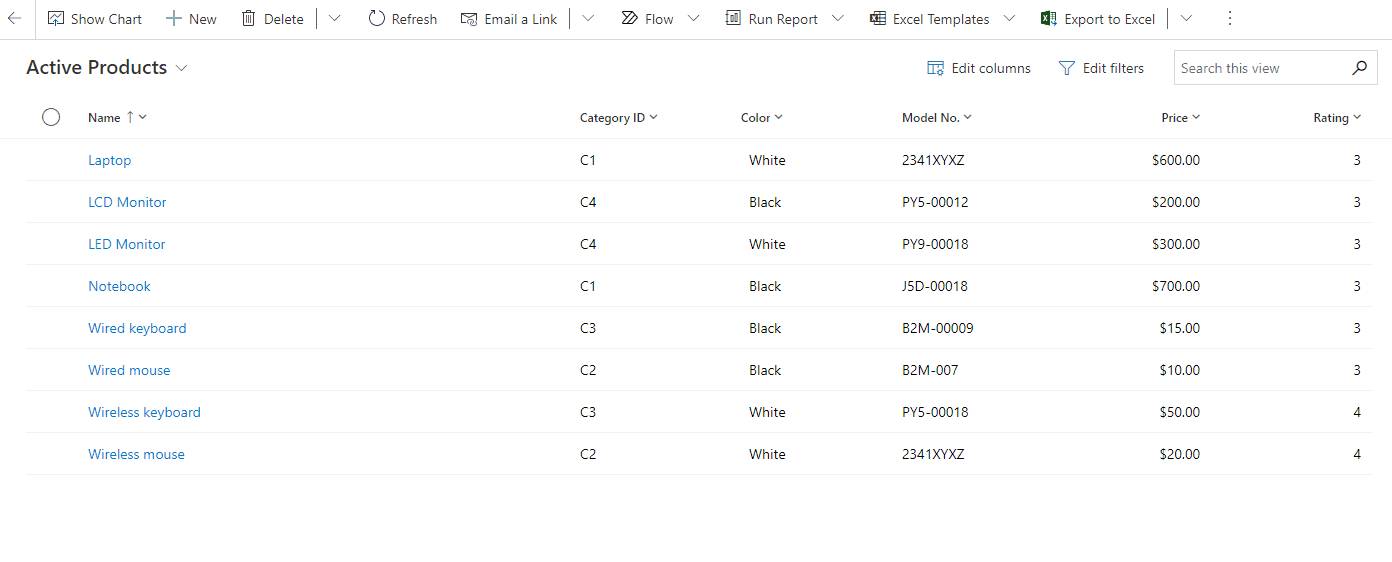 Show Chart New Delete Refresh Email a Link Flow Run Report Excel Templates Export to Excel
Active Products Edit columns Edit filters Search this view
Name Category ID Color Model No. Price Rating
Laptop C1 White 2341XYXZ $600.00 3
LCD Monitor C4 Black PY5-00012 $200.00 3
LED Monitor C4 White PY9-00018 $300.00 3
Notebook C1 Black J5D-00018 $700.00 3
Wired keyboard C3 Black B2M-00009 $15.00 3
Wired mouse C2 Black B2M-007 $10.00 3
Wireless keyboard C3 White PY5-00018 $50.00 4
Wireless mouse C2 White 2341XYXZ $20.00 4